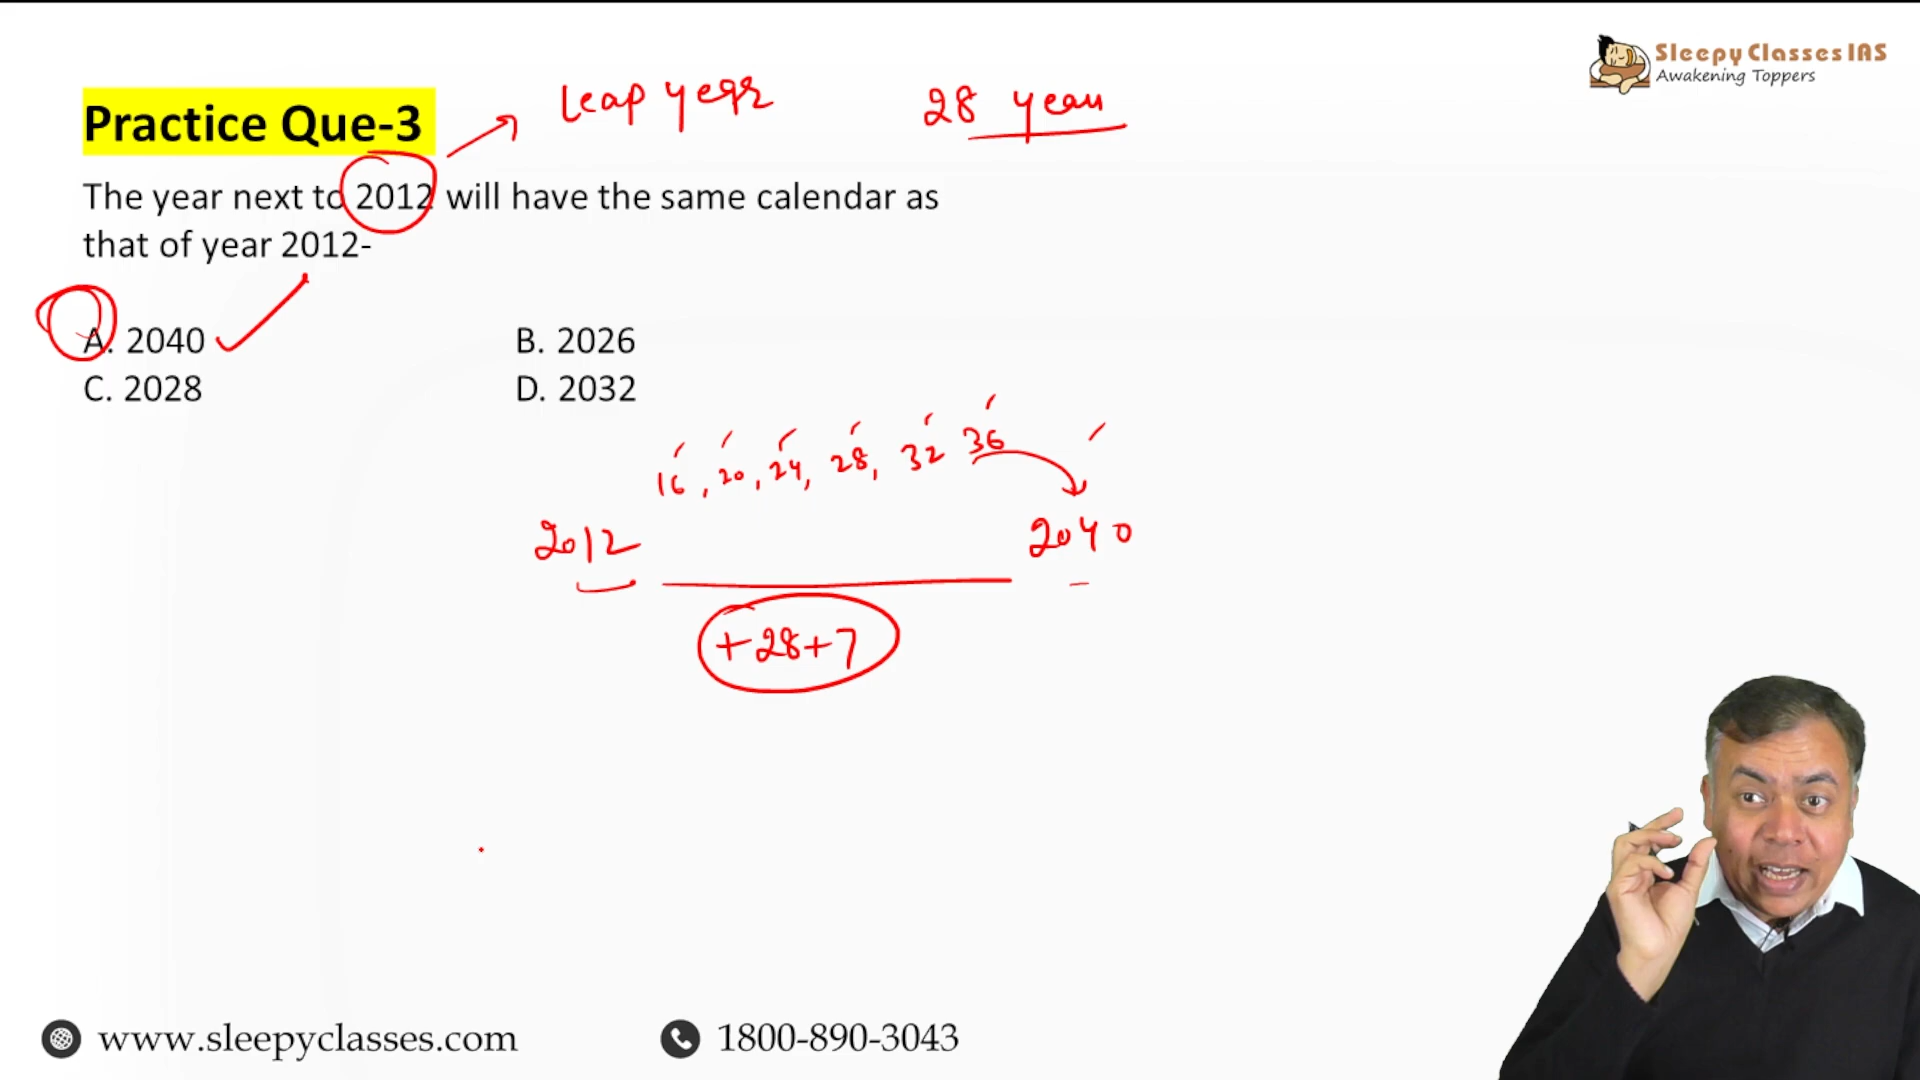 Sleepy Classes IAS
Awakening Toppers
leap year
28 years
Practice Que-3
The year next to 2012 will have the same calendar as
that of year 2012-
A. 2040
B. 2026
C. 2028
D. 2032
16, 20, 24, 28, 32 36
2012
2040
+28+7
www.sleepyclasses.com
1800-890-3043